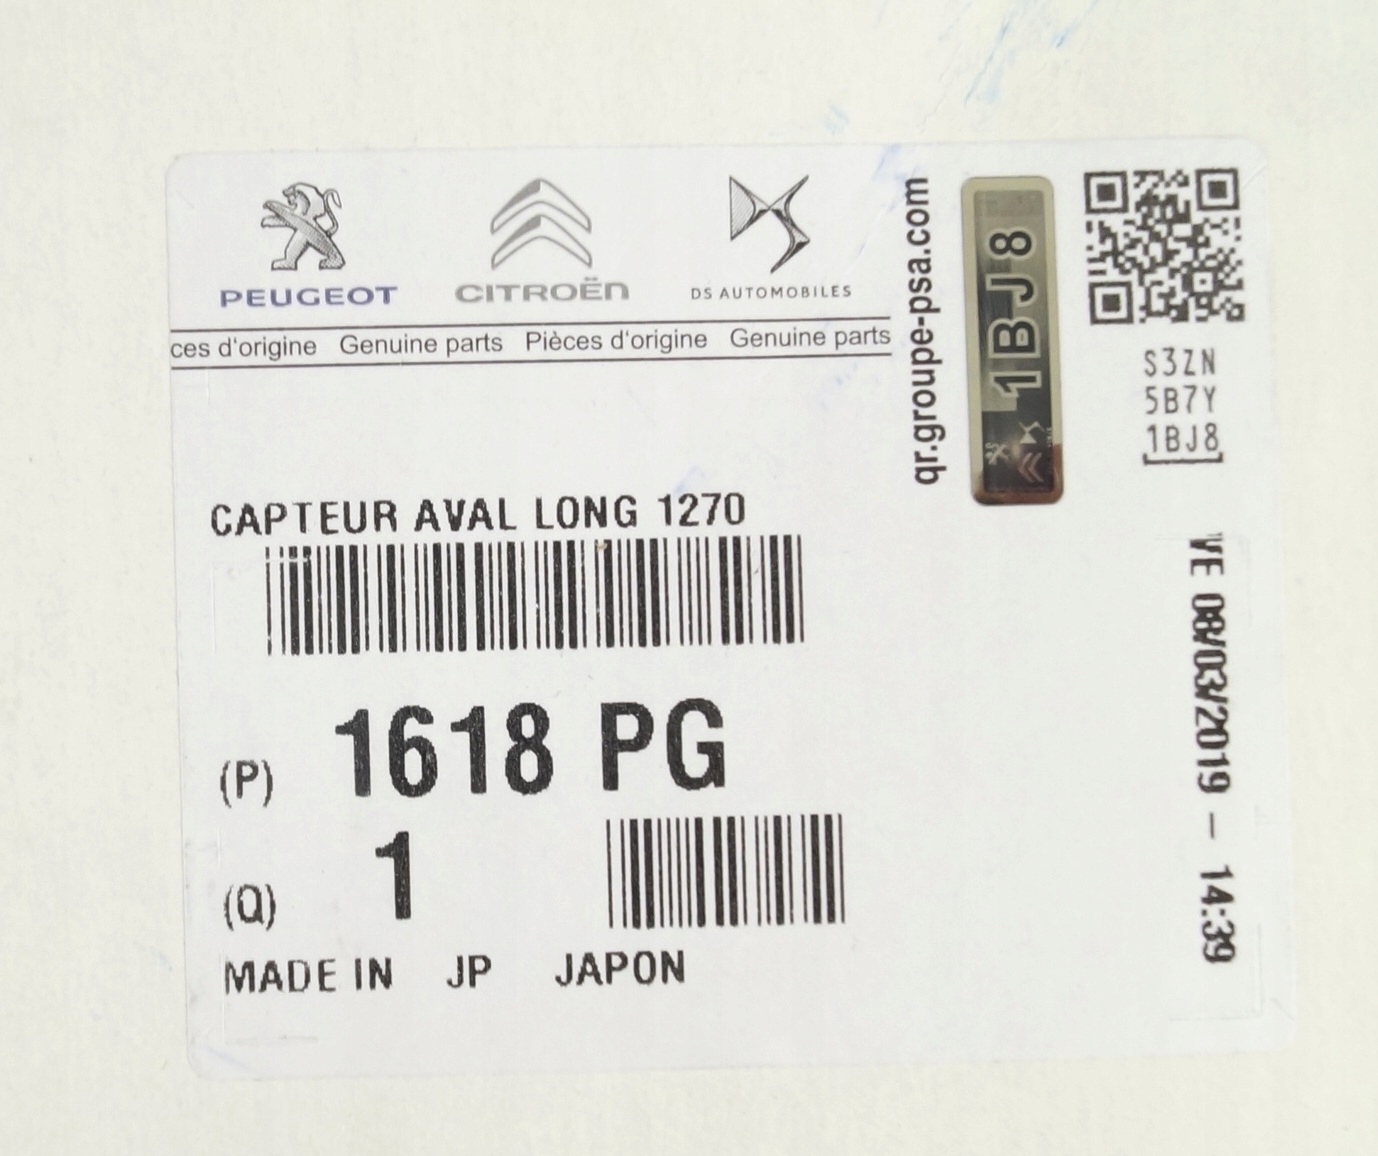 PEUGEOT
CITROËN
DS AUTOMOBILES
ces d'origine Genuine parts Pièces d'origine Genuine parts
qr.groupe-psa.com
1BJ8
S3ZN
5B7Y
1BJ8
CAPTEUR AVAL LONG 1270
(P) 1618 PG
(Q) 1
MADE IN JP JAPON
VE 08/03/2019 - 14:39